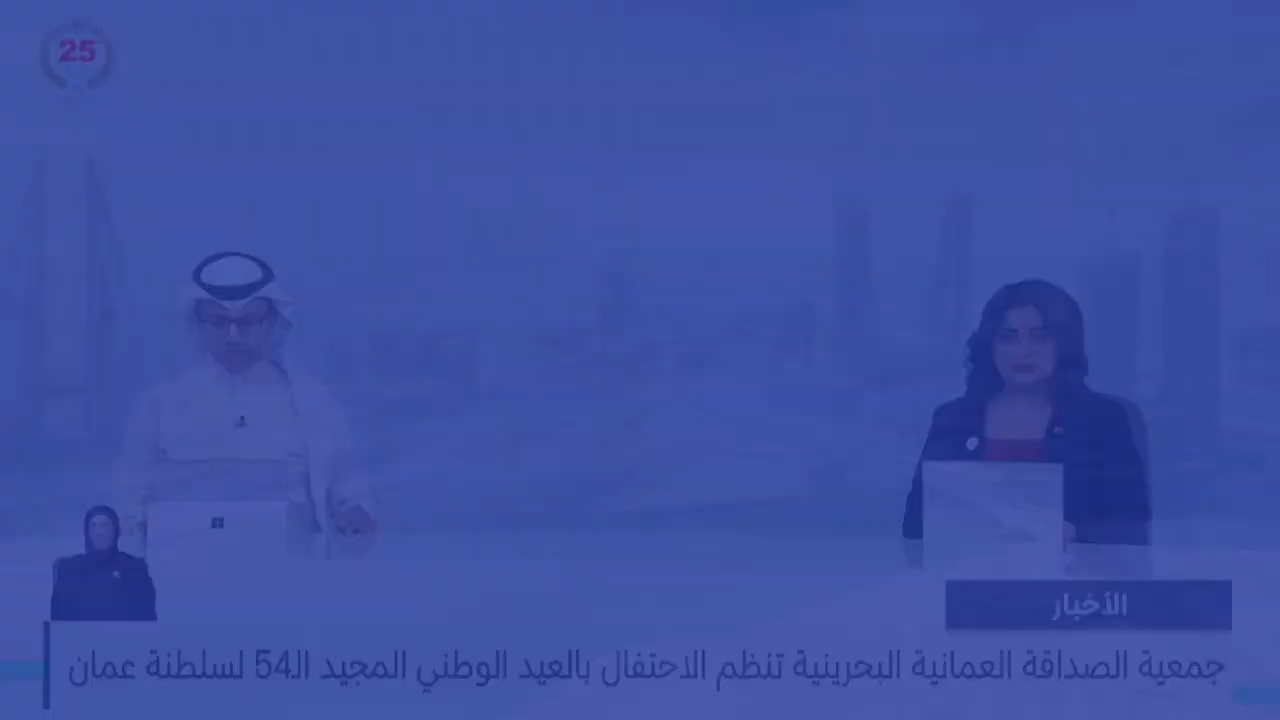 25
الأخبار
جمعية الصداقة العمانية البحرينية تنظم الاحتفال بالعيد الوطني المجيد الـ54 لسلطنة عمان